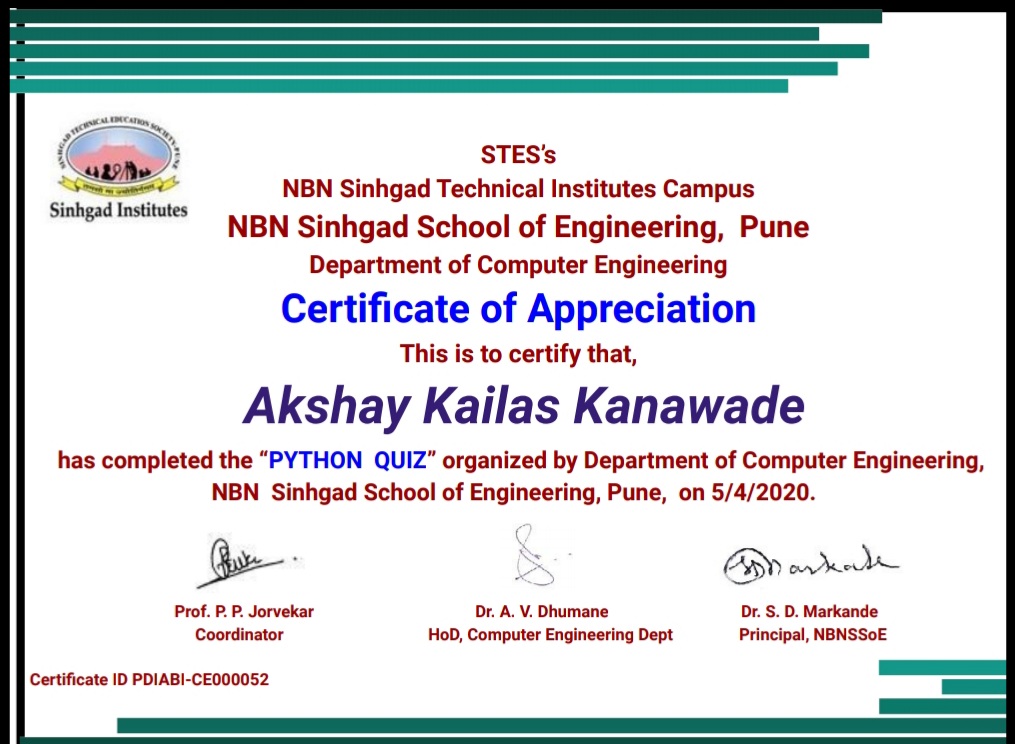 SINHGAD TECHNICAL EDUCATION SOCIETY-PUNE
Sinhgad Institutes
STES’s
NBN Sinhgad Technical Institutes Campus
NBN Sinhgad School of Engineering, Pune
Department of Computer Engineering
Certificate of Appreciation
This is to certify that,
Akshay Kailas Kanawade
has completed the “PYTHON QUIZ” organized by Department of Computer Engineering,
NBN Sinhgad School of Engineering, Pune, on 5/4/2020.
Prof. P. P. Jorvekar Dr. A. V. Dhumane Dr. S. D. Markande
Coordinator HoD, Computer Engineering Dept Principal, NBNSSoE
Certificate ID PDIABI-CE000052